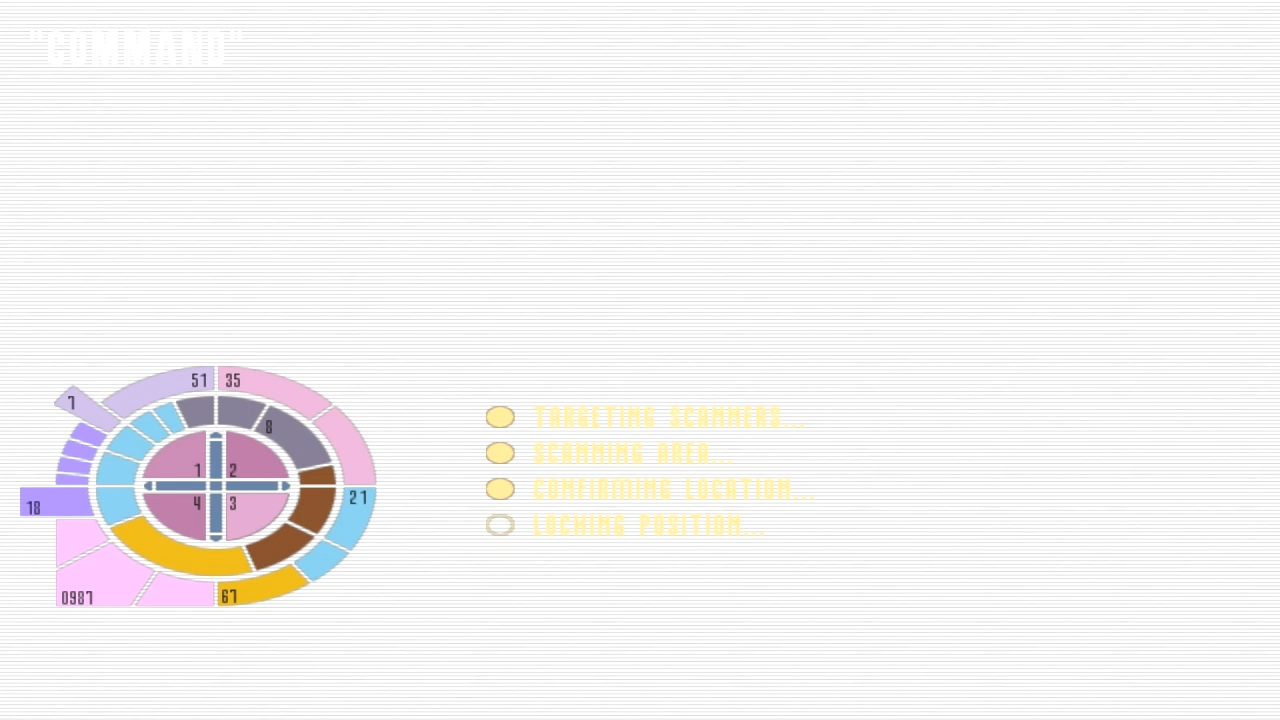 "COMMAND"
51 35
7
8
1 2
4 3
21
18
0987
67
TARGETING SCANNERS...
SCANNING AREA...
CONFIRMING LOCATION...
LOCKING POSITION...